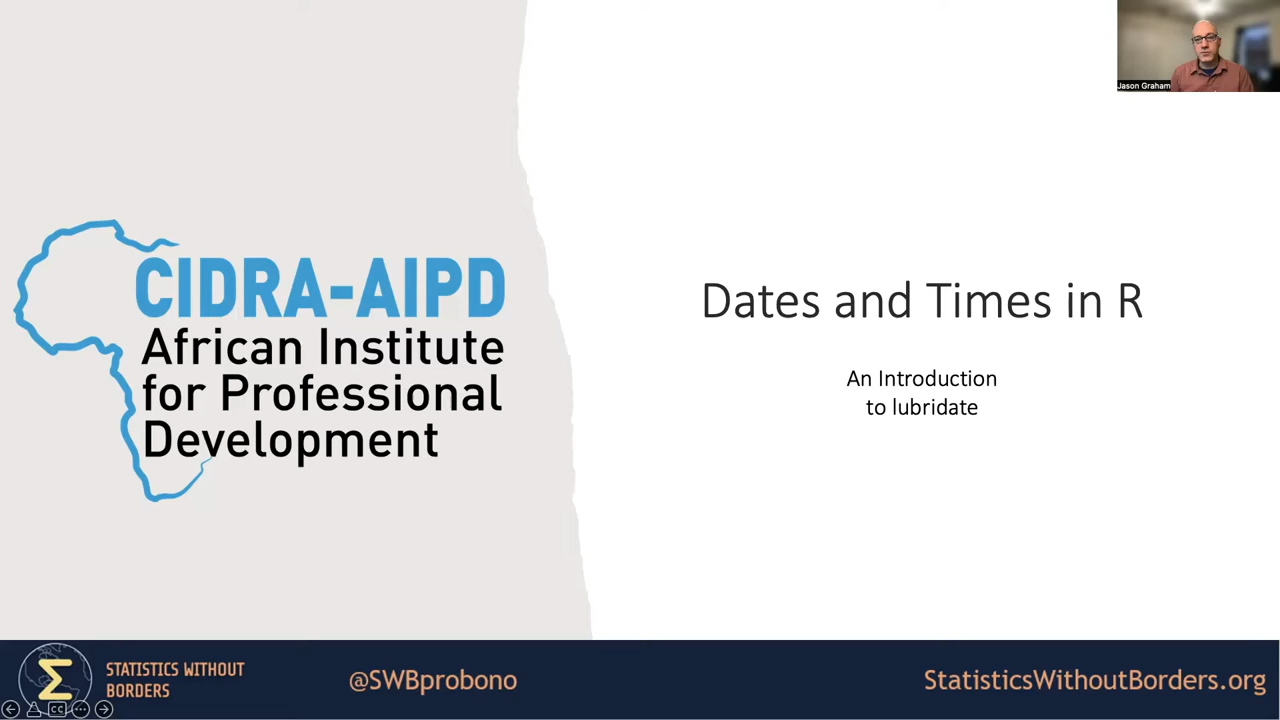 Jason Graham
CIDRA-AIPD
African Institute
for Professional
Development
Dates and Times in R
An Introduction
to lubridate
STATISTICS WITHOUT
BORDERS
@SWBprobono
StatisticsWithoutBorders.org
Σ
CC